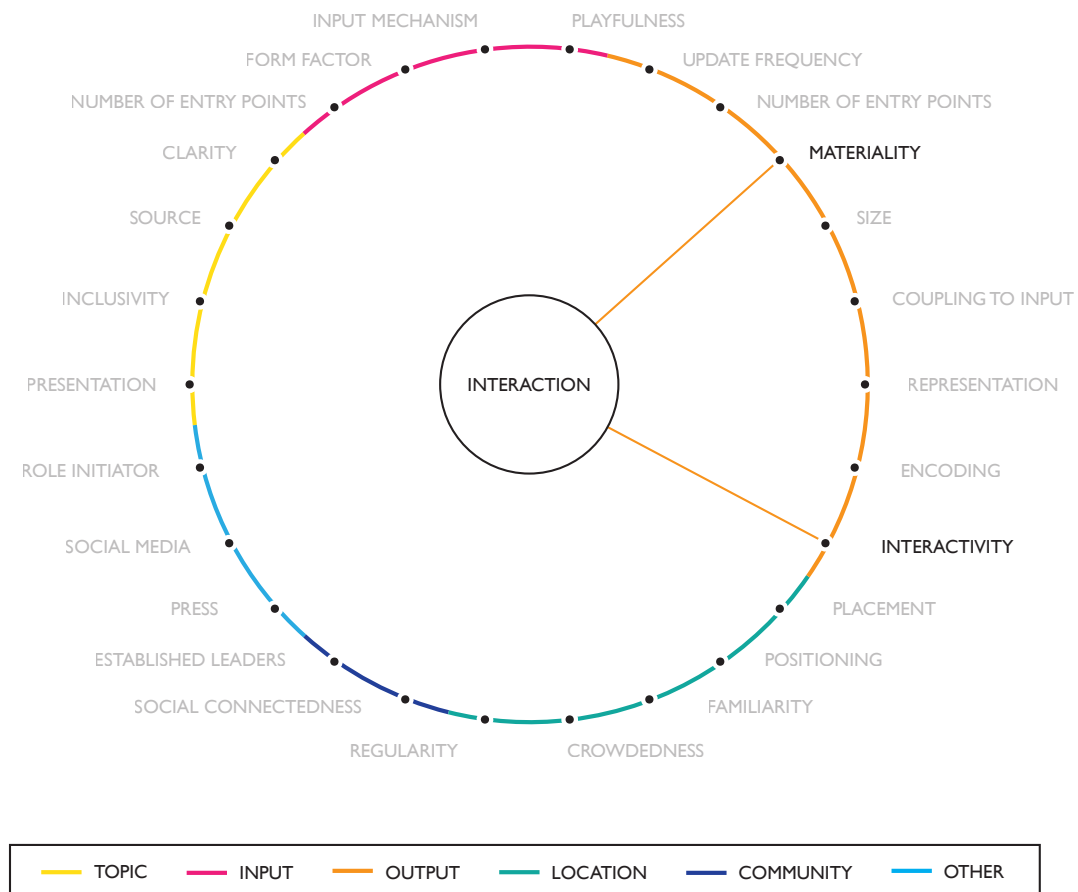 INPUT MECHANISM
PLAYFULNESS
FORM FACTOR
UPDATE FREQUENCY
NUMBER OF ENTRY POINTS
NUMBER OF ENTRY POINTS
CLARITY
MATERIALITY
SOURCE
SIZE
INCLUSIVITY
COUPLING TO INPUT
PRESENTATION
INTERACTION
REPRESENTATION
ROLE INITIATOR
ENCODING
SOCIAL MEDIA
INTERACTIVITY
PRESS
PLACEMENT
ESTABLISHED LEADERS
POSITIONING
SOCIAL CONNECTEDNESS
FAMILIARITY
REGULARITY
CROWDEDNESS
TOPIC
INPUT
OUTPUT
LOCATION
COMMUNITY
OTHER